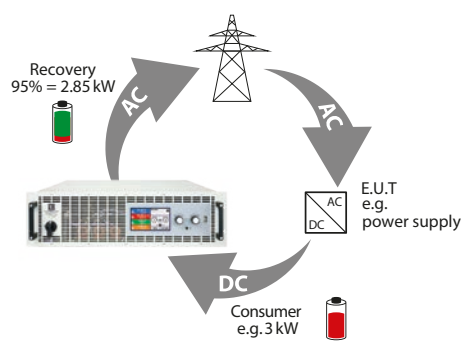 Recovery
95% = 2.85 kW
AC
AC
AC
DC
E.U.T
e.g.
power supply
DC
Consumer
e.g. 3 kW